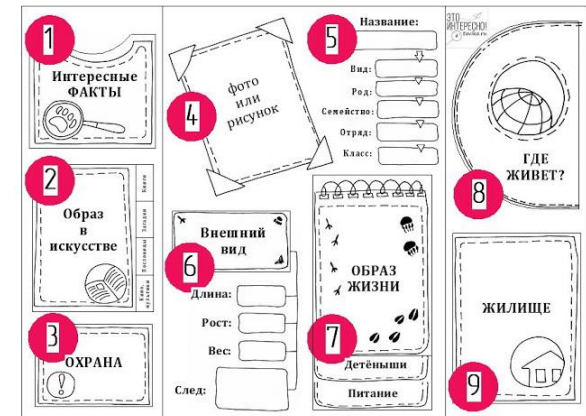 1
Интересные
ФАКТЫ
2
Образ
в
искусстве
Книги
Загадки
Пословицы
Кино,
мультики
3
ОХРАНА
4
фото
или
рисунок
5
Название:
Вид:
Род:
Семейство:
Отряд:
Класс:
6
Внешний
вид
Длина:
Рост:
Вес:
След:
7
ОБРАЗ
ЖИЗНИ
Детёныши
Питание
ЭТО
ИНТЕРЕСНО!
8
ГДЕ
ЖИВЕТ?
9
ЖИЛИЩЕ